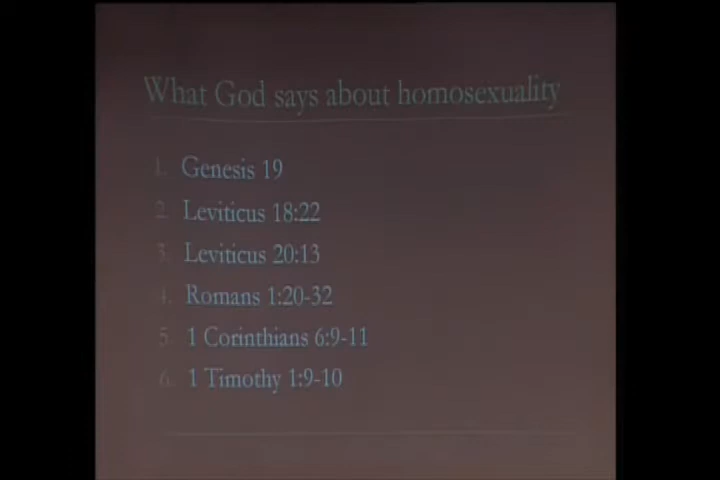 What God says about homosexuality
1. Genesis 19
2. Leviticus 18:22
3. Leviticus 20:13
4. Romans 1:20-32
5. 1 Corinthians 6:9-11
6. 1 Timothy 1:9-10